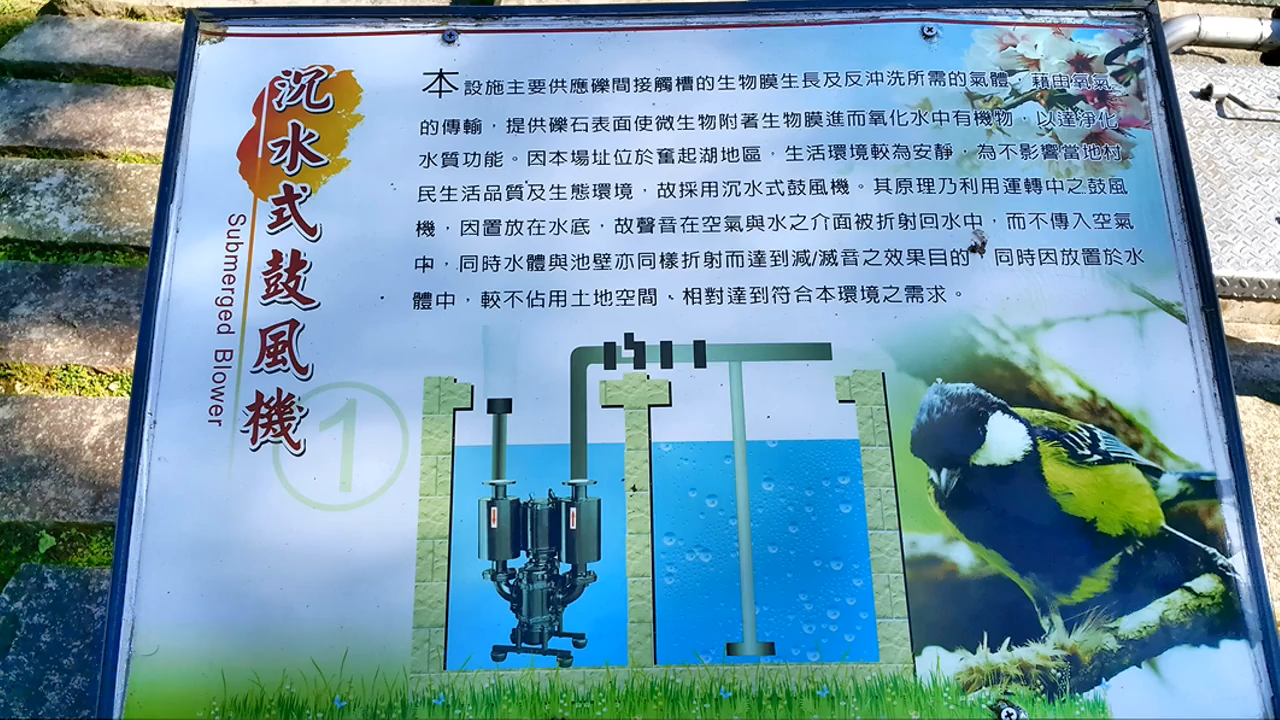 沉水式鼓風機
Submerged Blower
1
本設施主要供應礫間接觸槽的生物膜生長及反沖洗所需的氣體，藉由氧氣
的傳輸，提供礫石表面使微生物附著生物膜進而氧化水中有機物，以達淨化
水質功能。因本場址位於奮起湖地區，生活環境較為安靜，為不影響當地村
民生活品質及生態環境，故採用沉水式鼓風機。其原理乃利用運轉中之鼓風
機，因置放在水底，故聲音在空氣與水之介面被折射回水中，而不傳入空氣
中，同時水體與池壁亦同樣折射而達到減/滅音之效果目的，同時因放置於水
體中，較不佔用土地空間、相對達到符合本環境之需求。